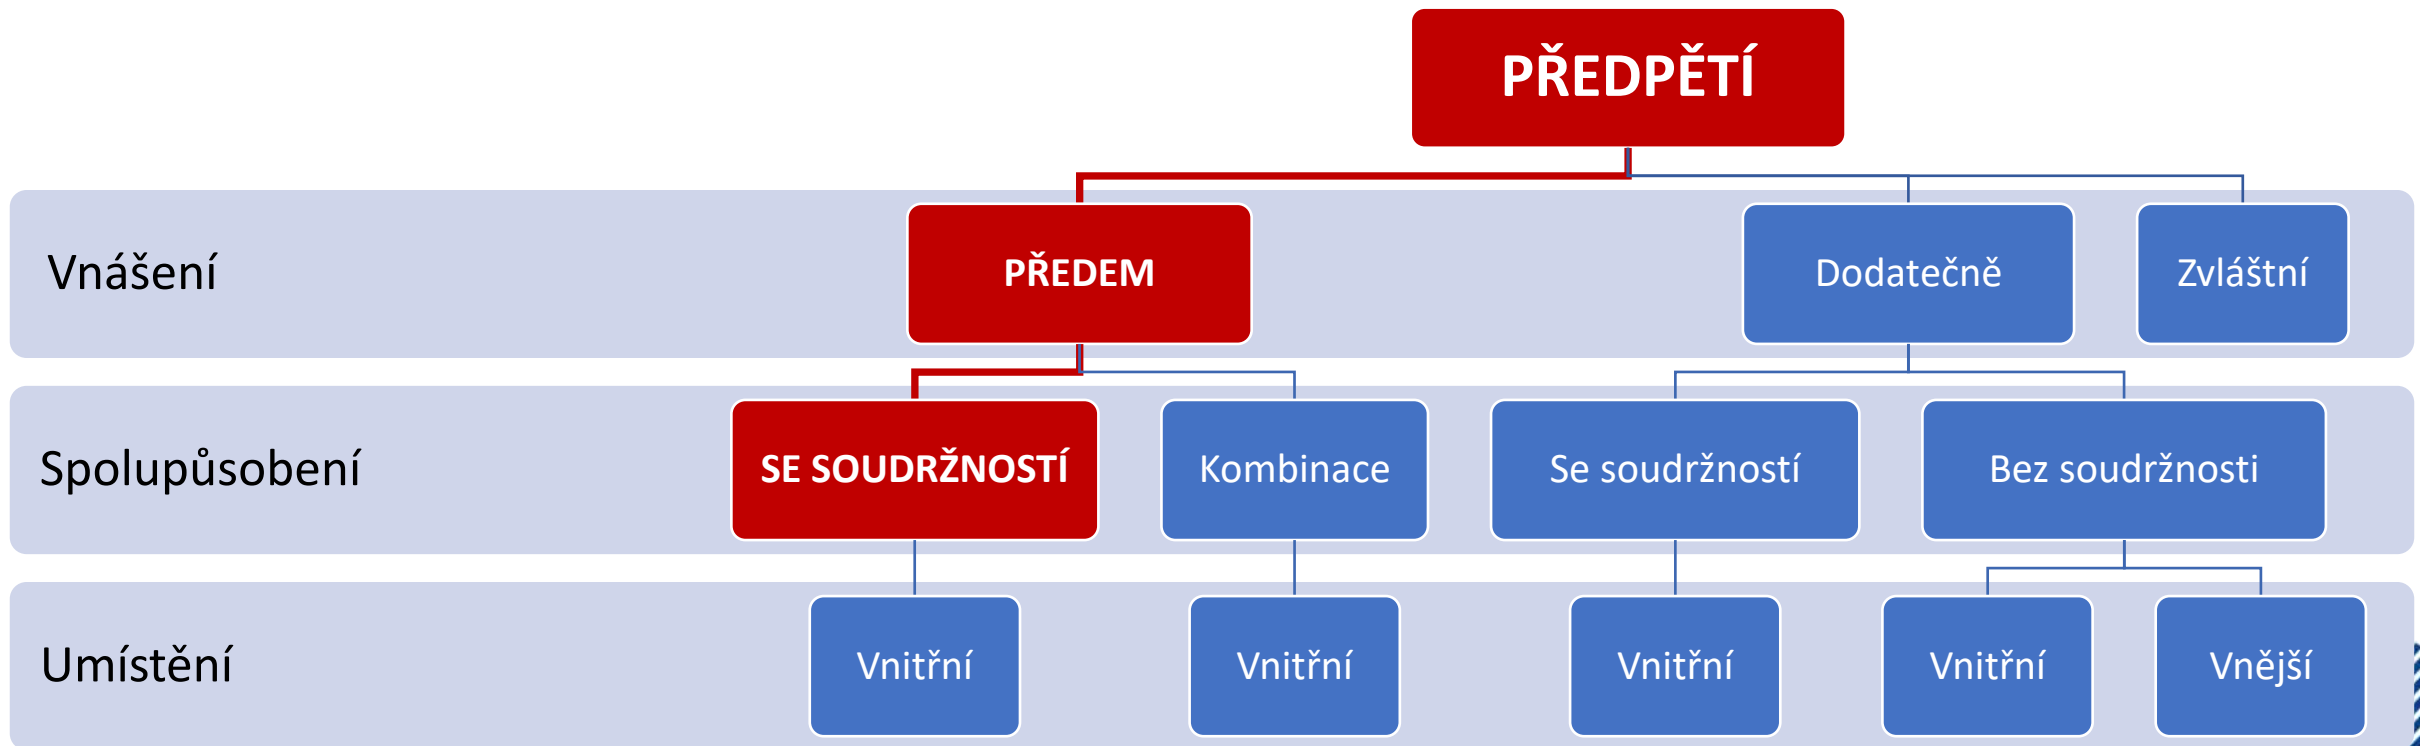 PŘEDPĚTÍ
Vnášení
PŘEDEM
Dodatečně
Zvláštní
Spolupůsobení
SE SOUDRŽNOSTÍ
Kombinace
Se soudržností
Bez soudržnosti
Umístění
Vnitřní
Vnitřní
Vnitřní
Vnitřní
Vnější